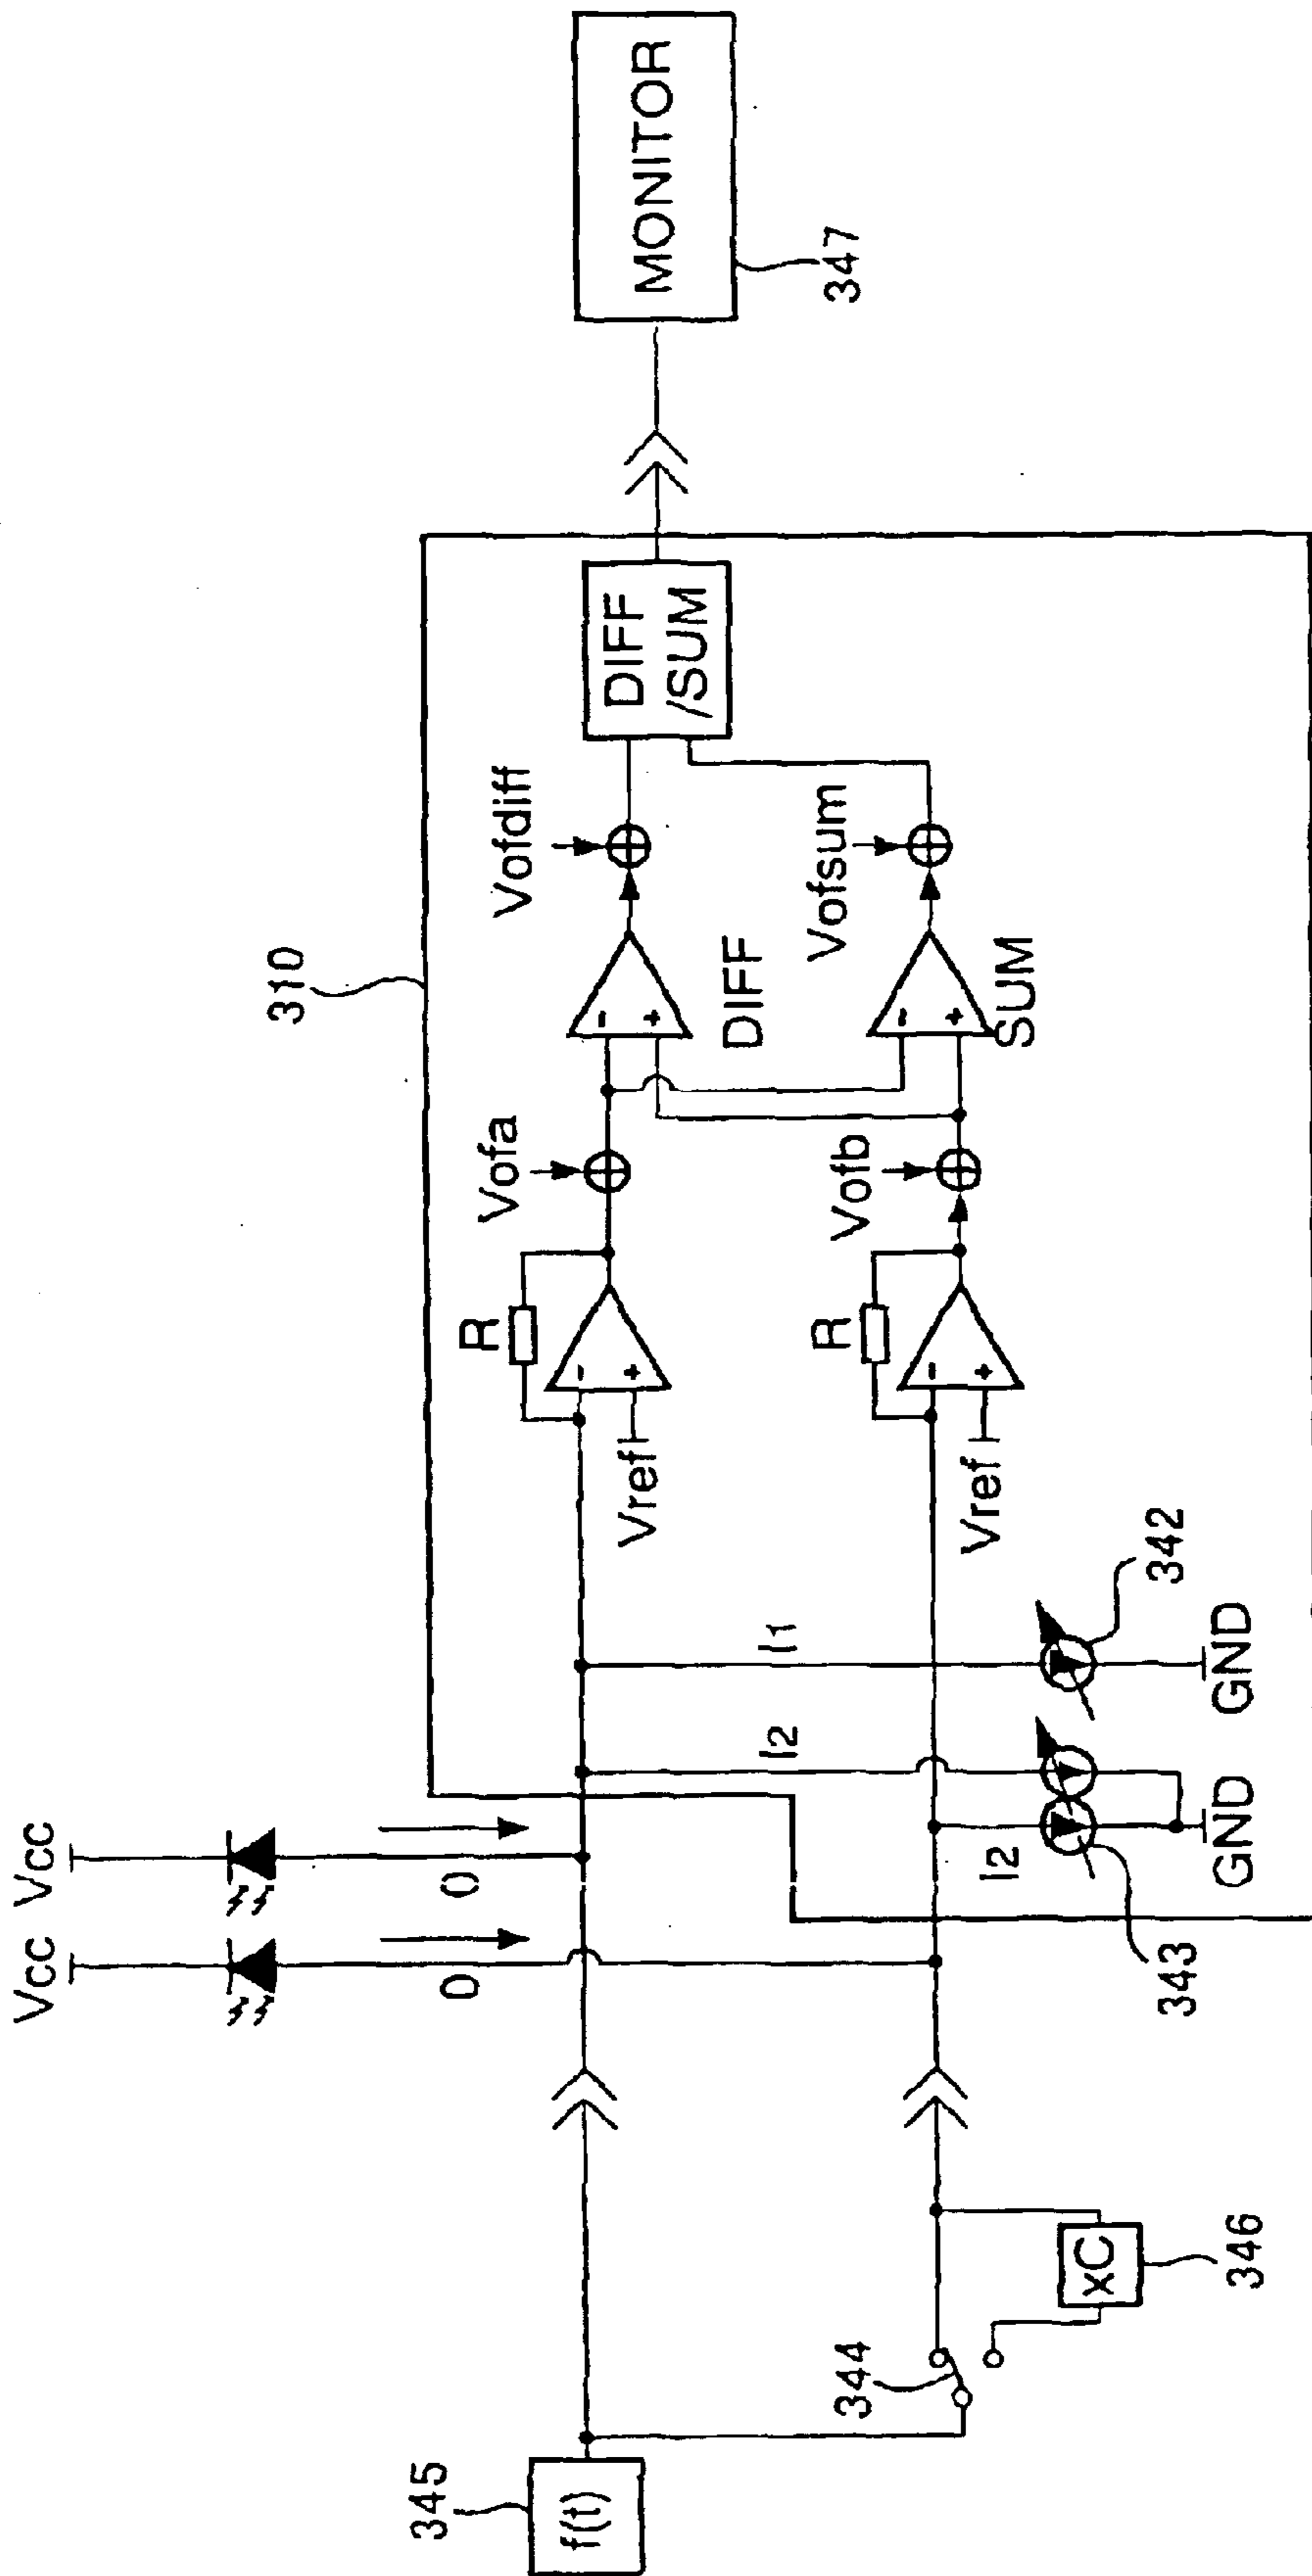 Vcc
Vcc
310
Vofdiff
Vofa
R
-
+
Vref
-
+
DIFF
DIFF
/SUM
MONITOR
347
0
0
I2
I1
Vofsum
Vofb
R
-
+
Vref
-
+
SUM
I2
342
343
GND
GND
345
f(t)
344
xC
346